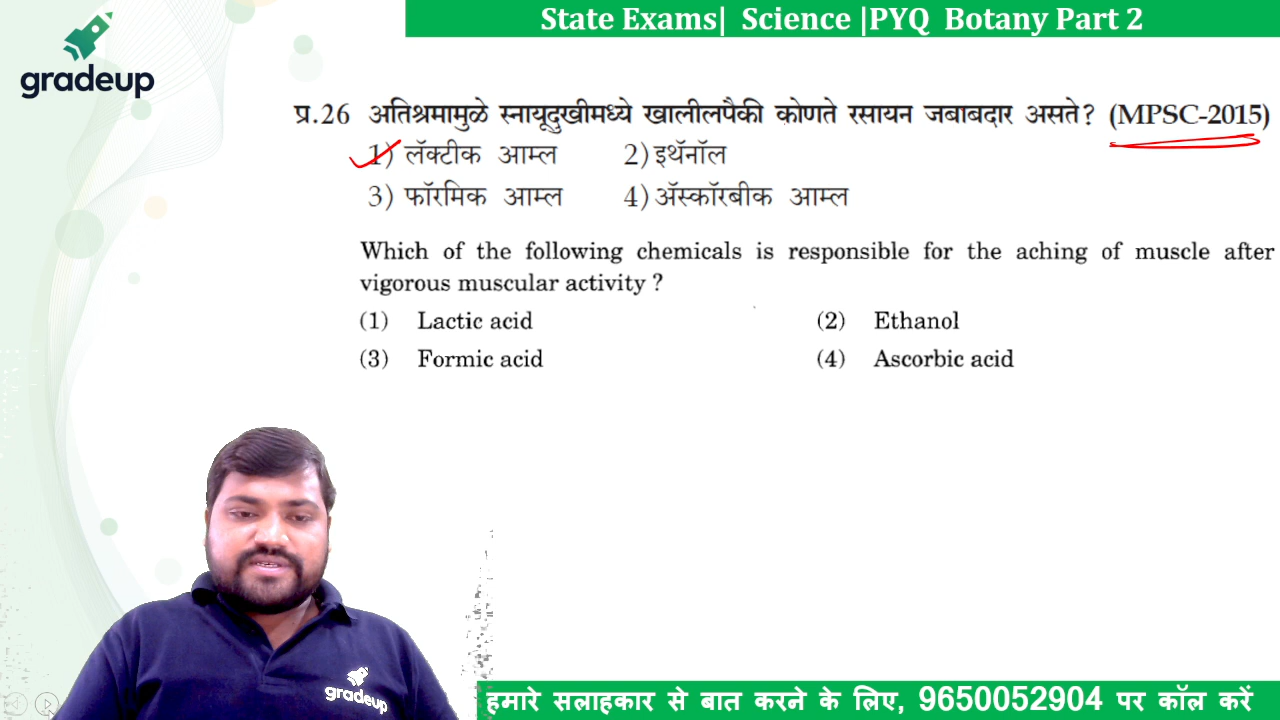 State Exams| Science |PYQ Botany Part 2
gradeup
प्र.26 अतिश्रमामुळे स्नायूदुखीमध्ये खालीलपैकी कोणते रसायन जबाबदार असते? (MPSC-2015)
1) लॅक्टीक आम्ल 2) इथॅनॉल
3) फॉरमिक आम्ल 4) ॲस्कॉरबीक आम्ल
Which of the following chemicals is responsible for the aching of muscle after
vigorous muscular activity ?
(1) Lactic acid (2) Ethanol
(3) Formic acid (4) Ascorbic acid
gradeup
हमारे सलाहकार से बात करने के लिए, 9650052904 पर कॉल करें